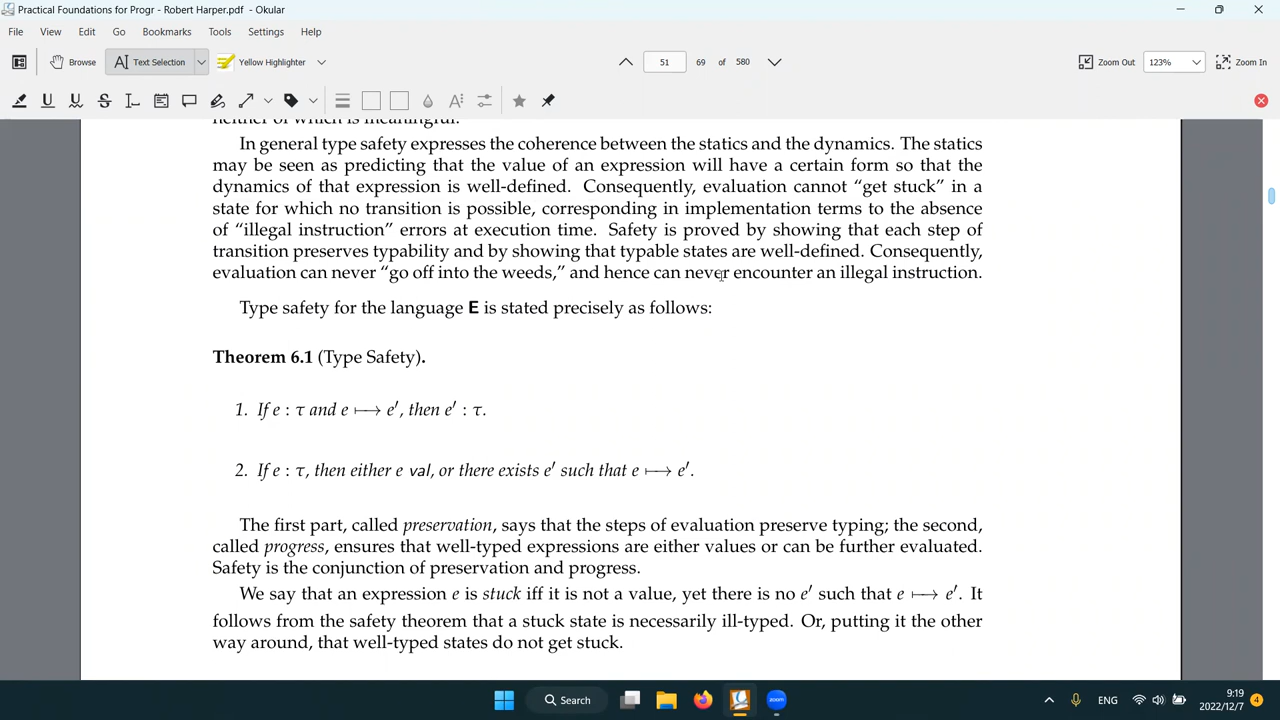 Practical Foundations for Progr - Robert Harper.pdf - Okular
File View Edit Go Bookmarks Tools Settings Help
Browse Text Selection Yellow Highlighter 51 69 of 580 Zoom Out 123% Zoom In
neither of which is meaningful.
In general type safety expresses the coherence between the statics and the dynamics. The statics
may be seen as predicting that the value of an expression will have a certain form so that the
dynamics of that expression is well-defined. Consequently, evaluation cannot “get stuck” in a
state for which no transition is possible, corresponding in implementation terms to the absence
of “illegal instruction” errors at execution time. Safety is proved by showing that each step of
transition preserves typability and by showing that typable states are well-defined. Consequently,
evaluation can never “go off into the weeds,” and hence can never encounter an illegal instruction.
Type safety for the language E is stated precisely as follows:
Theorem 6.1 (Type Safety).
1. If e : τ and e ⟼ e′, then e′ : τ.
2. If e : τ, then either e val, or there exists e′ such that e ⟼ e′.
The first part, called preservation, says that the steps of evaluation preserve typing; the second,
called progress, ensures that well-typed expressions are either values or can be further evaluated.
Safety is the conjunction of preservation and progress.
We say that an expression e is stuck iff it is not a value, yet there is no e′ such that e ⟼ e′. It
follows from the safety theorem that a stuck state is necessarily ill-typed. Or, putting it the other
way around, that well-typed states do not get stuck.
Search zoom ENG 9:19
2022/12/7 4